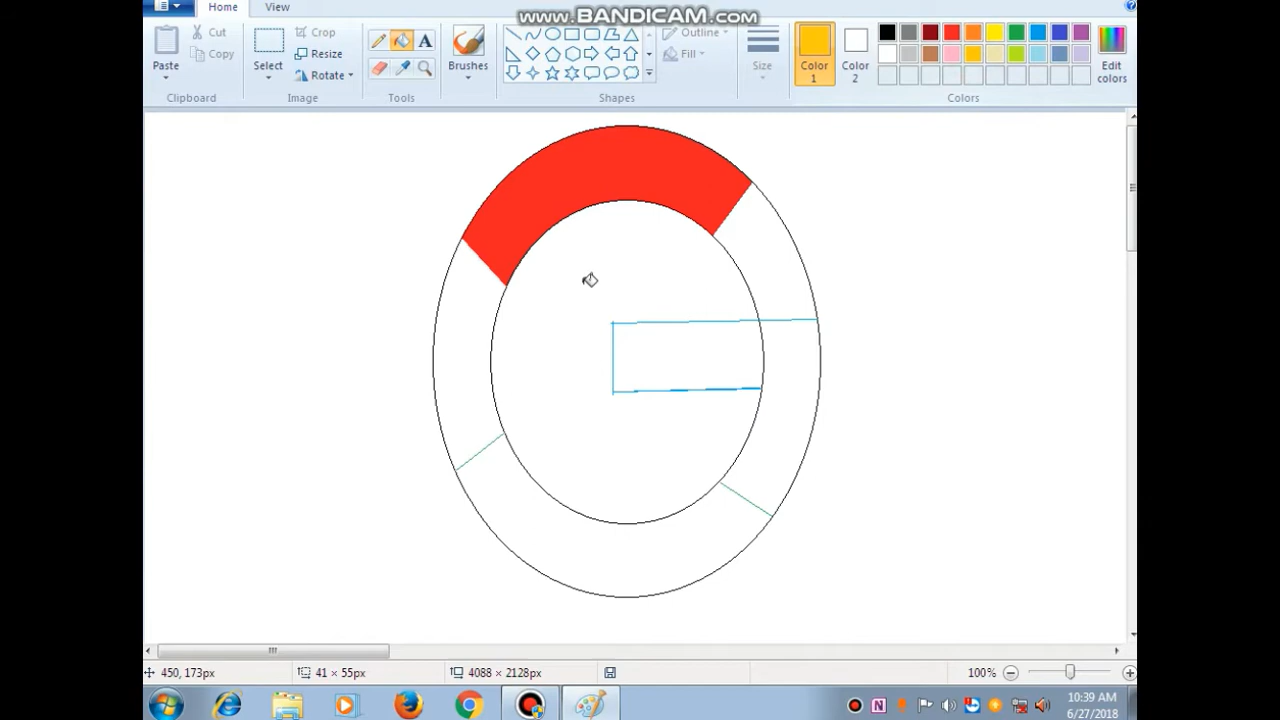 Home View
www.BANDICAM.com
Paste
Cut
Copy
Clipboard
Select
Crop
Resize
Rotate
Image
A
Tools
Brushes
Outline
Fill
Shapes
Size
Color 1
Color 2
Edit colors
Colors
450, 173px
41 × 55px
4088 × 2128px
100%
10:39 AM
6/27/2018